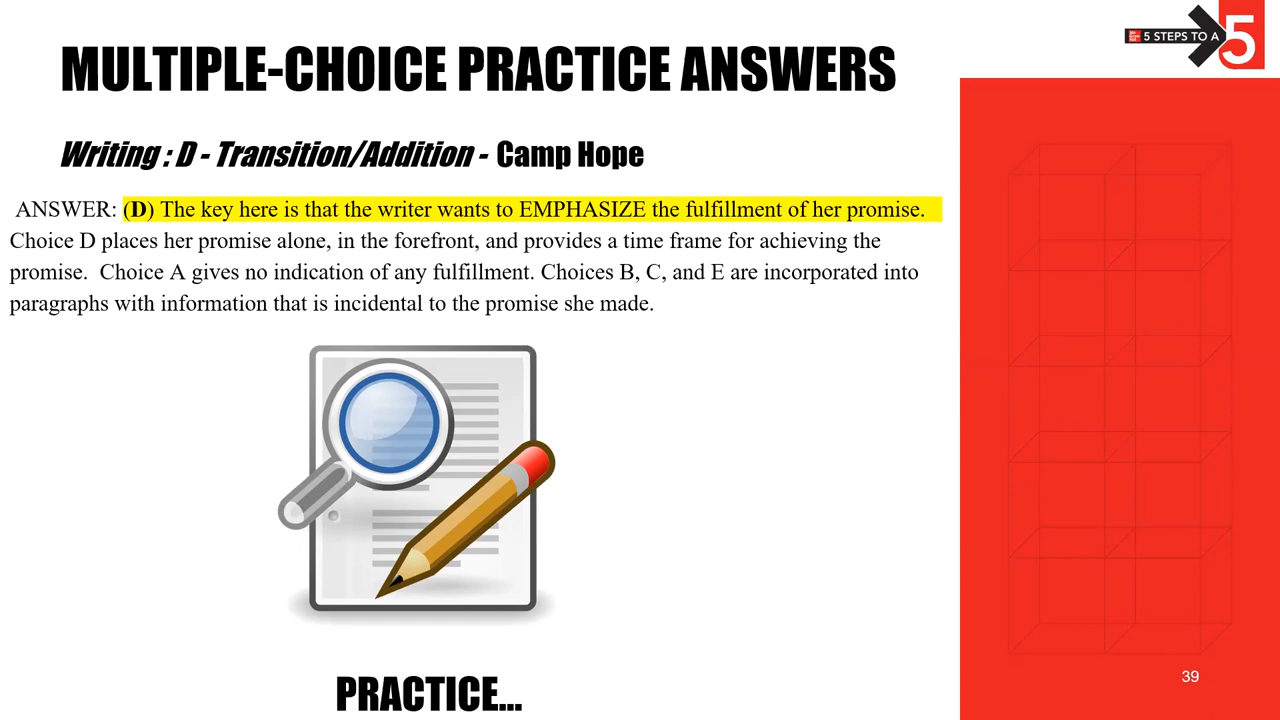 5 STEPS TO A 5
MULTIPLE-CHOICE PRACTICE ANSWERS
Writing : D - Transition/Addition - Camp Hope
ANSWER: (D) The key here is that the writer wants to EMPHASIZE the fulfillment of her promise.
Choice D places her promise alone, in the forefront, and provides a time frame for achieving the
promise.  Choice A gives no indication of any fulfillment. Choices B, C, and E are incorporated into
paragraphs with information that is incidental to the promise she made.
PRACTICE...
39